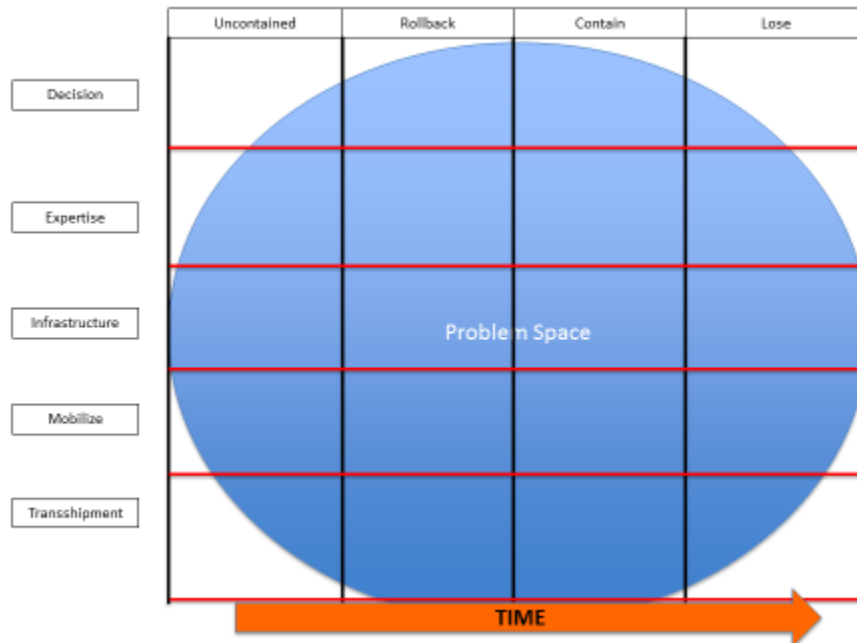 Uncontained Rollback Contain Lose
Decision
Expertise
Infrastructure
Problem Space
Mobilize
Transshipment
TIME